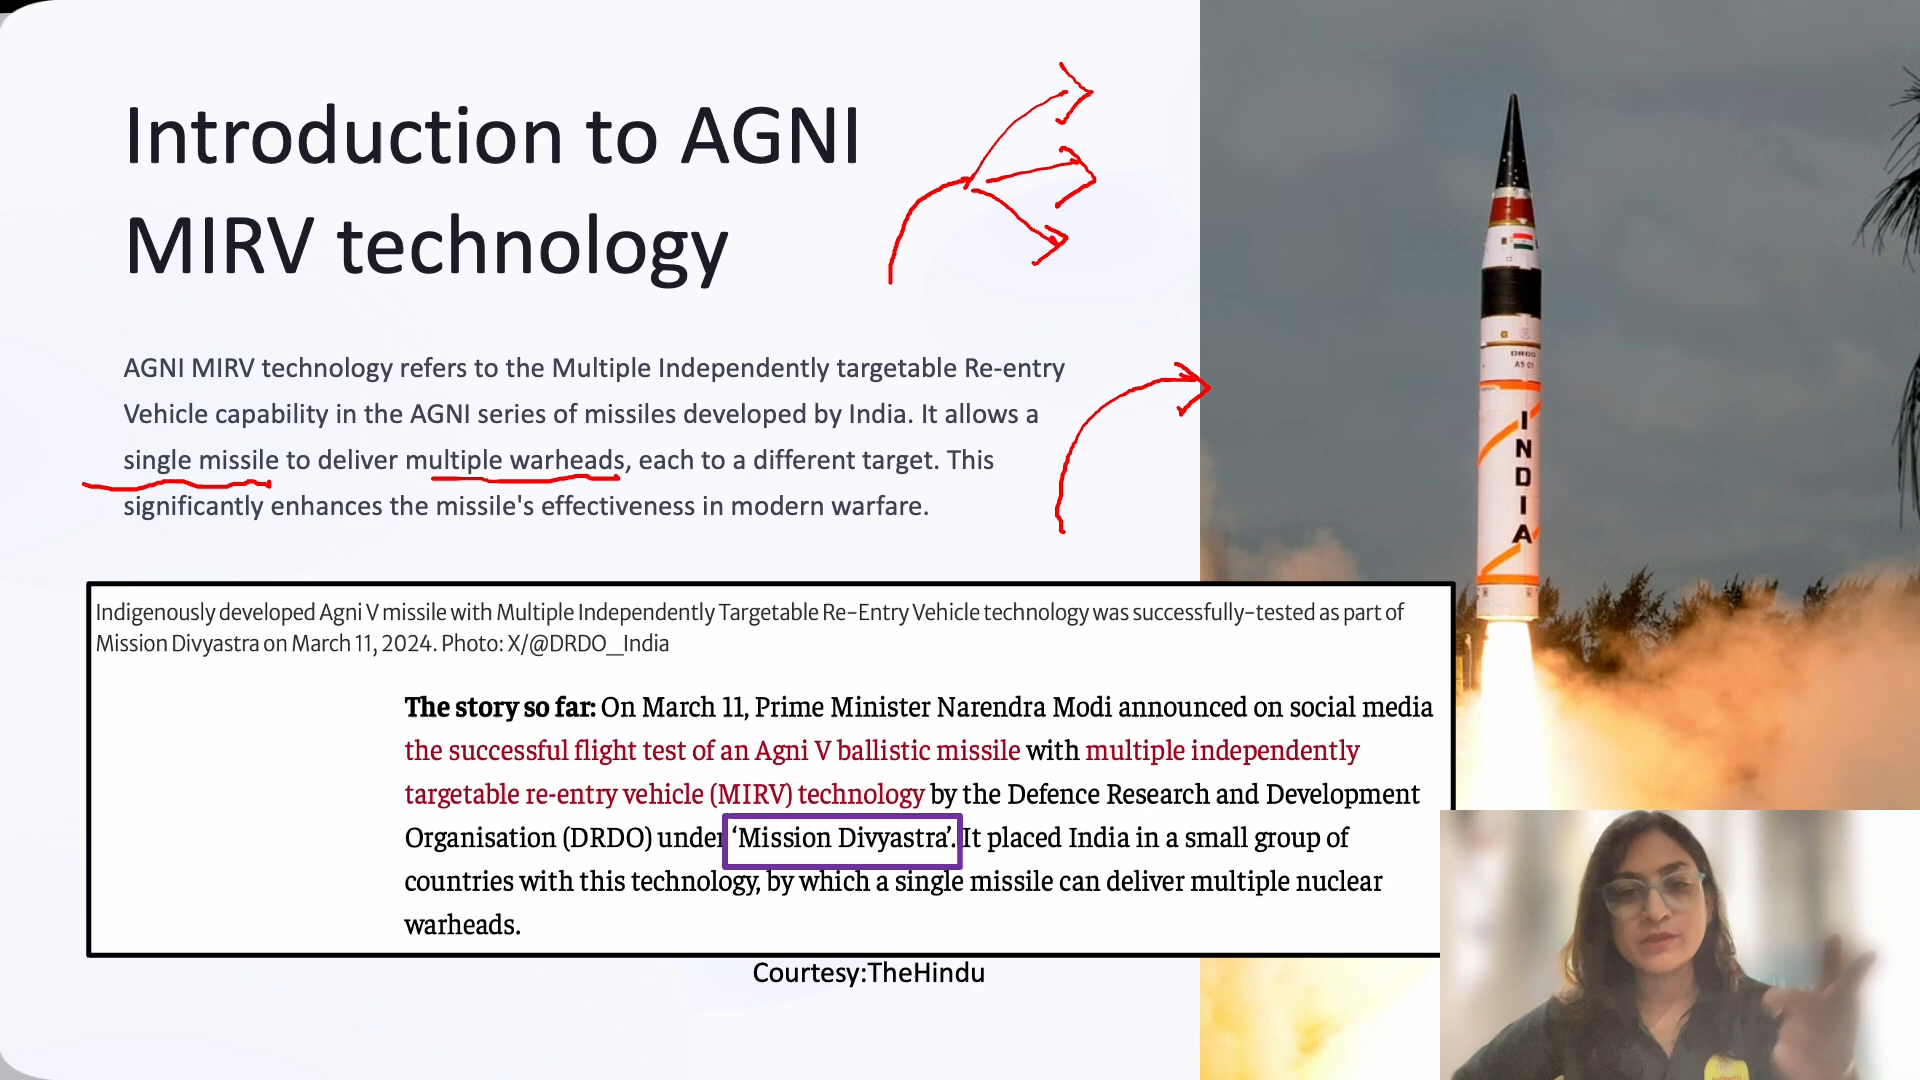 Introduction to AGNI
MIRV technology
AGNI MIRV technology refers to the Multiple Independently targetable Re-entry
Vehicle capability in the AGNI series of missiles developed by India. It allows a
single missile to deliver multiple warheads, each to a different target. This
significantly enhances the missile's effectiveness in modern warfare.
DRDO
A5-01
INDIA
Indigenously developed Agni V missile with Multiple Independently Targetable Re-Entry Vehicle technology was successfully-tested as part of
Mission Divyastra on March 11, 2024. Photo: X/@DRDO_India
The story so far: On March 11, Prime Minister Narendra Modi announced on social media
the successful flight test of an Agni V ballistic missile with multiple independently
targetable re-entry vehicle (MIRV) technology by the Defence Research and Development
Organisation (DRDO) under ‘Mission Divyastra’. It placed India in a small group of
countries with this technology, by which a single missile can deliver multiple nuclear
warheads.
Courtesy:TheHindu